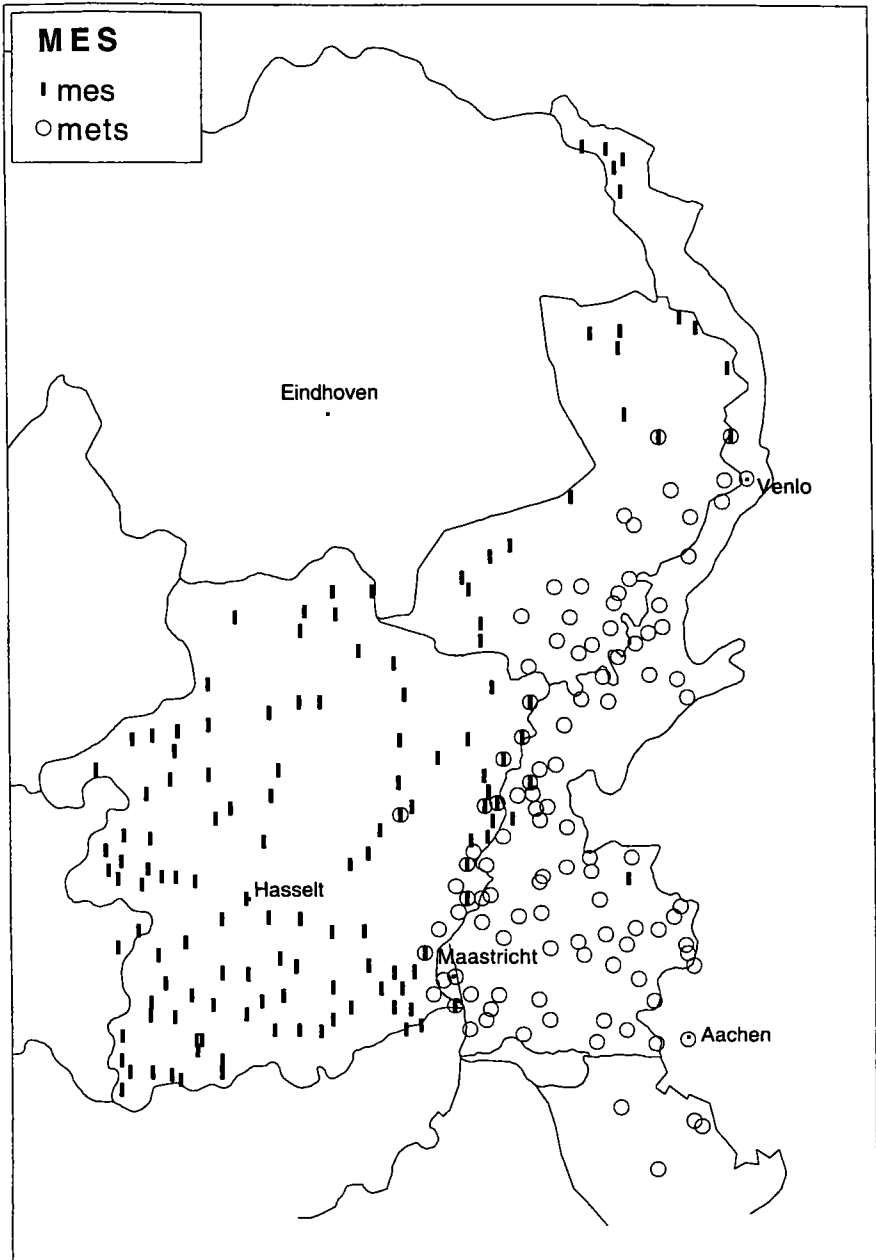 MES
mes
mets
Eindhoven
Venlo
Hasselt
Maastricht
Aachen